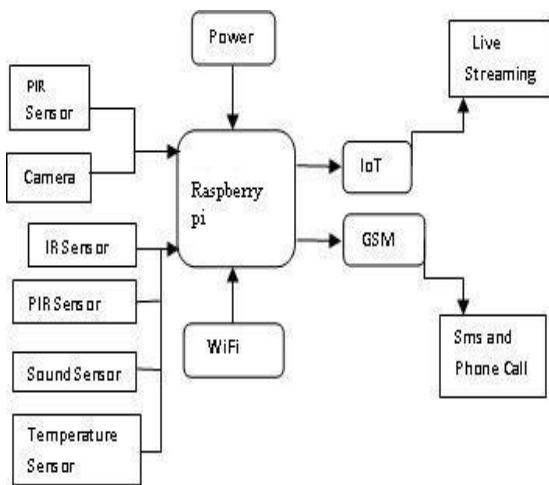 Power
Live
Streaming
PIR
Sensor
Camera
Raspberry
pi
IoT
GSM
IR Sensor
PIR Sensor
WiFi
Sound Sensor
Sms and
Phone Call
Temperature
Sensor